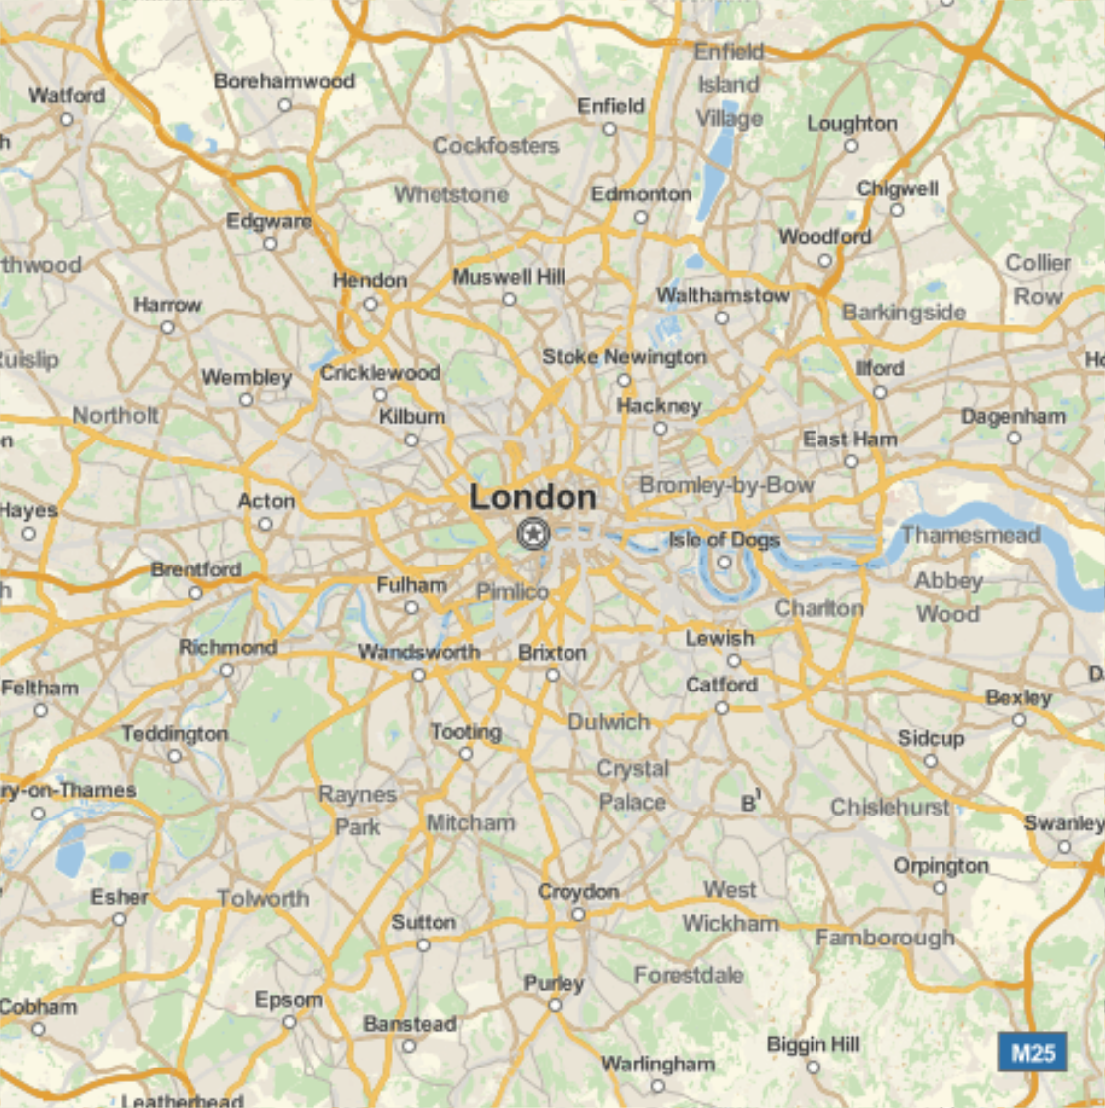 Enfield
Island
Village
Borehamwood
Watford
Enfield
Loughton
h
Cockfosters
Whetstone
Edmonton
Chigwell
Edgware
Woodford
rthwood
Collier
Row
Hendon
Muswell Hill
Walthamstow
Harrow
Barkingside
Ruislip
Stoke Newington
Ho
Wembley
Cricklewood
Ilford
Northolt
Kilburn
Hackney
Dagenham
on
East Ham
Bromley-by-Bow
London
Acton
Hayes
Isle of Dogs
Thamesmead
Brentford
h
Fulham
Pimlico
Abbey
Wood
Charlton
Richmond
Wandsworth
Brixton
Lewish
Feltham
Catford
D
Bexley
Teddington
Tooting
Dulwich
Sidcup
Crystal
Palace
ry-on-Thames
Raynes
Park
B
Chislehurst
Mitcham
Swanley
Orpington
Esher
Tolworth
Croydon
West
Wickham
Sutton
Farnborough
Forestdale
Purley
Epsom
Cobham
Banstead
Biggin Hill
M25
Warlingham
Leatherhead